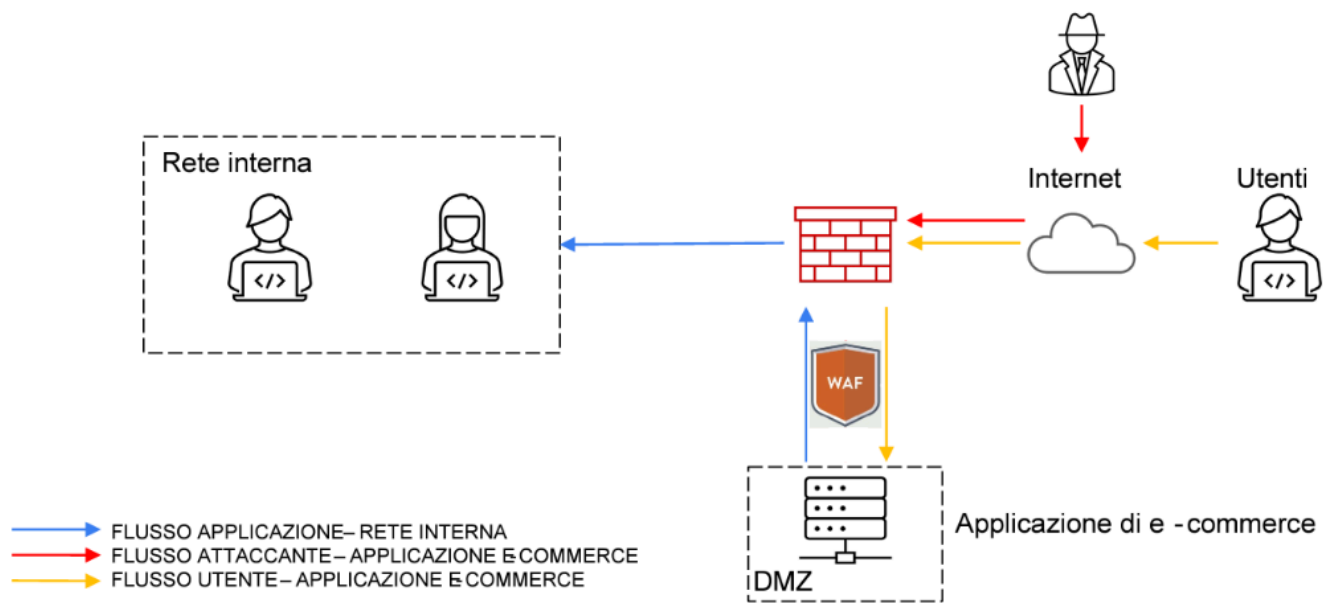 Rete interna
Internet
Utenti
</>
</>
</>
WAF
Applicazione di e -commerce
DMZ
FLUSSO APPLICAZIONE– RETE INTERNA
FLUSSO ATTACCANTE– APPLICAZIONE E-COMMERCE
FLUSSO UTENTE– APPLICAZIONE E-COMMERCE